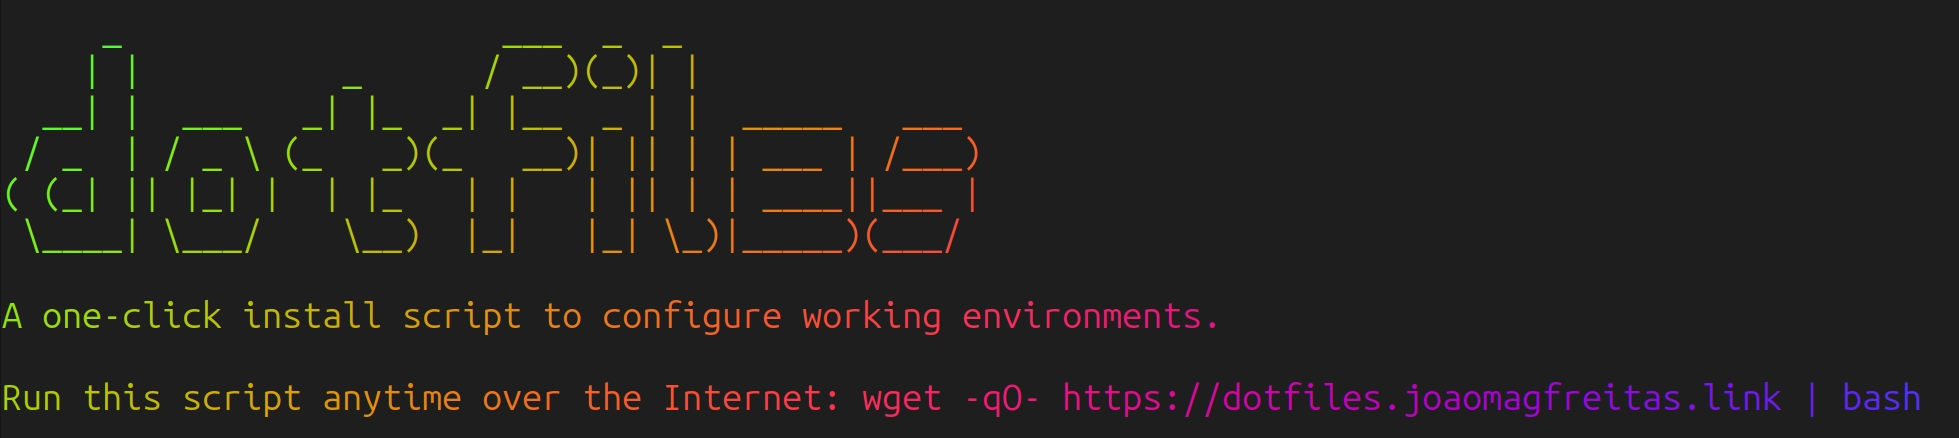 dotfiles
A one-click install script to configure working environments.
Run this script anytime over the Internet: wget -qO- https://dotfiles.joaomagfreitas.link | bash